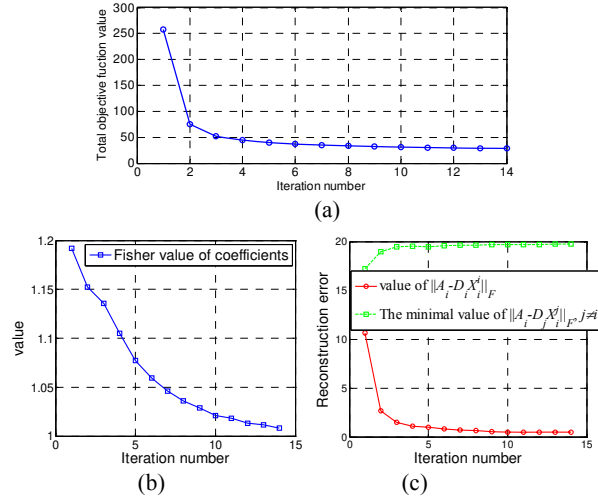 Total objective fuction value
300
250
200
150
100
50
0
0 2 4 6 8 10 12 14
Iteration number
(a)
value
1.2
1.15
1.1
1.05
1
0 5 10 15
Fisher value of coefficients
Iteration number
(b)
Reconstruction error
20
15
10
5
0
0 5 10 15
value of ||A_i-D_iX_i^i||_F
The minimal value of ||A_i-D_jX_i^j||_F, j≠i
Iteration number
(c)